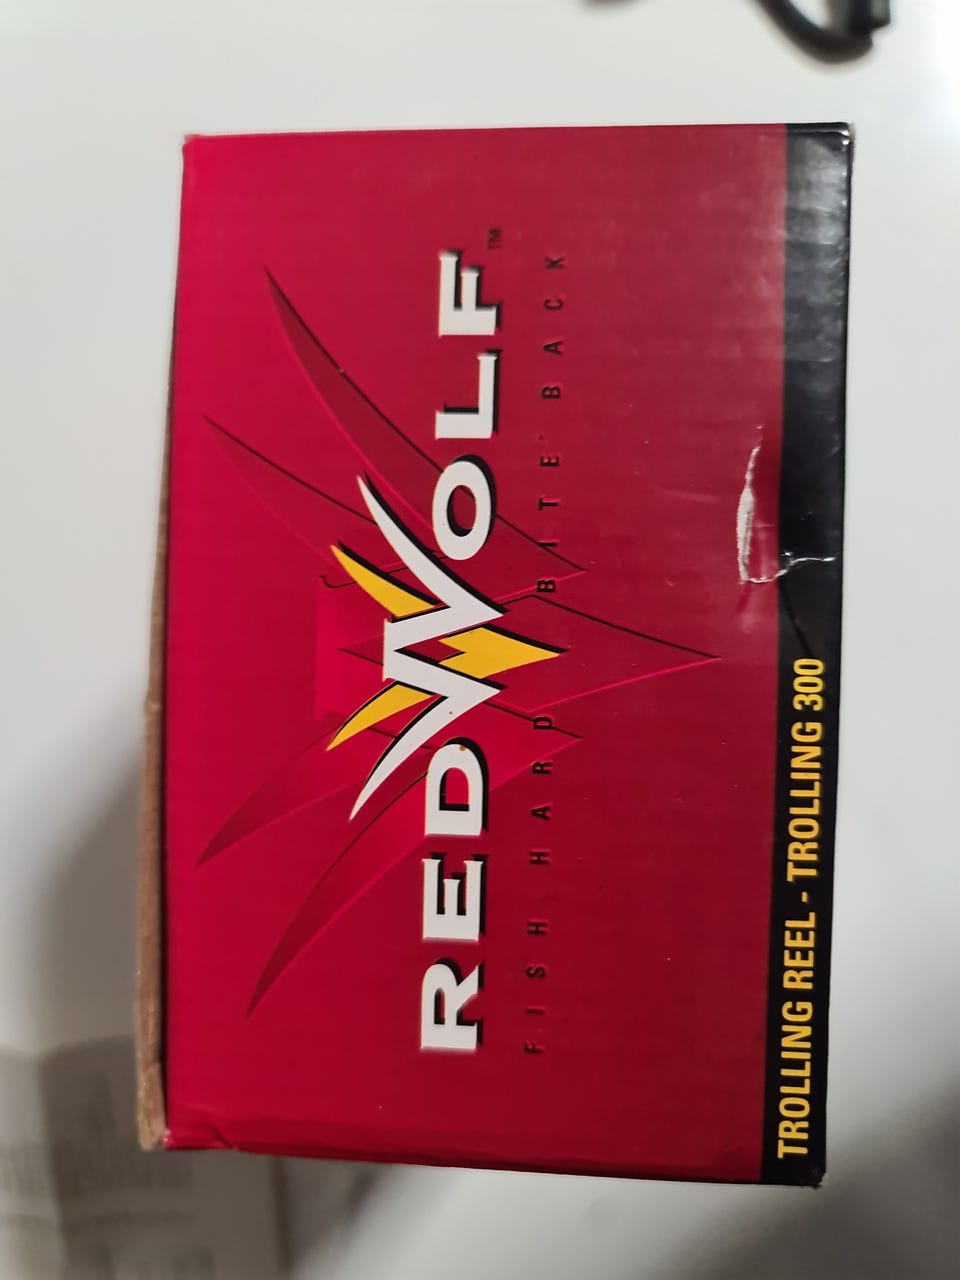 REDWOLF™
FISH HARD BITE BACK
TROLLING REEL - TROLLING 300